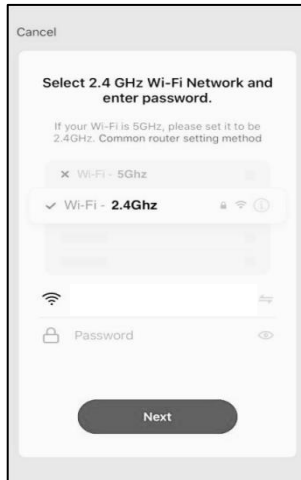 Cancel
Select 2.4 GHz Wi-Fi Network and
enter password.
If your Wi-Fi is 5GHz, please set it to be
2.4GHz. Common router setting method
Wi-Fi - 5Ghz
Wi-Fi - 2.4Ghz
Password
Next